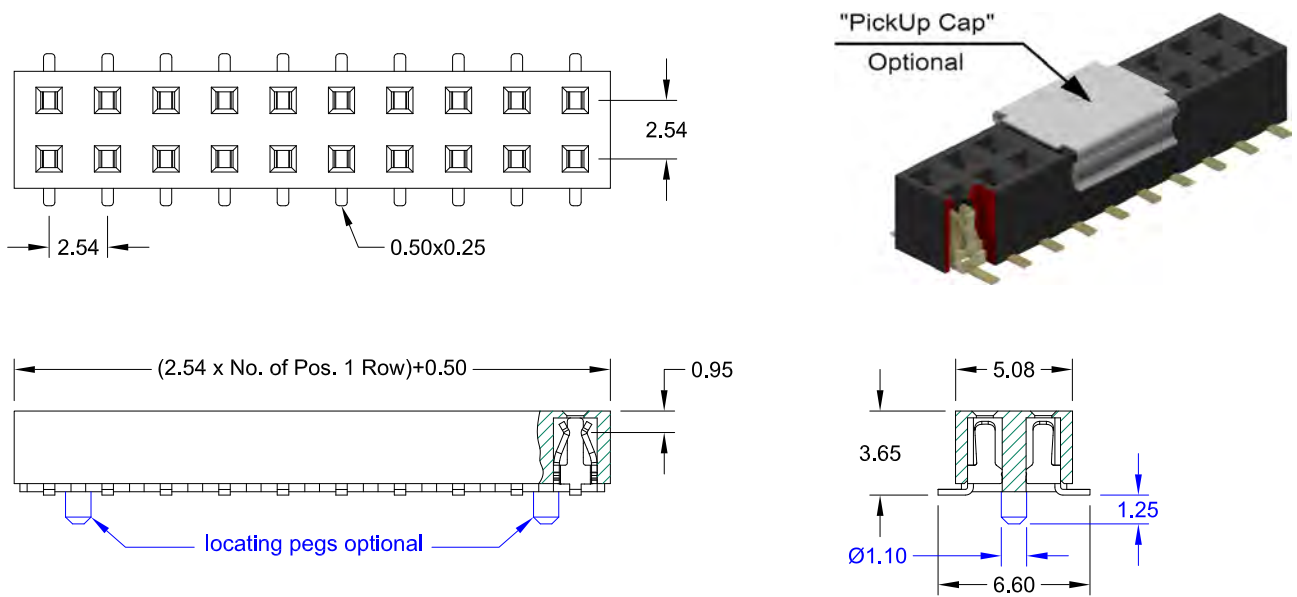 "PickUp Cap"
Optional
2.54
2.54
0.50x0.25
(2.54 x No. of Pos. 1 Row)+0.50
0.95
5.08
3.65
1.25
locating pegs optional
Ø1.10
6.60